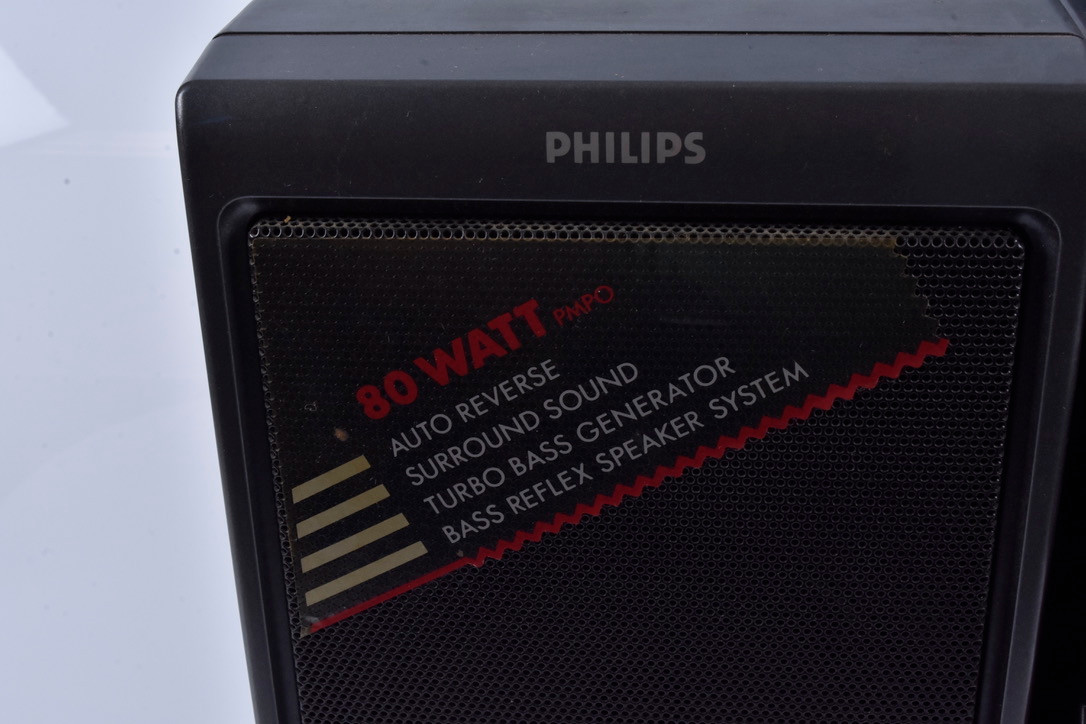 PHILIPS
80 WATT PMPO
AUTO REVERSE
SURROUND SOUND
TURBO BASS GENERATOR
BASS REFLEX SPEAKER SYSTEM